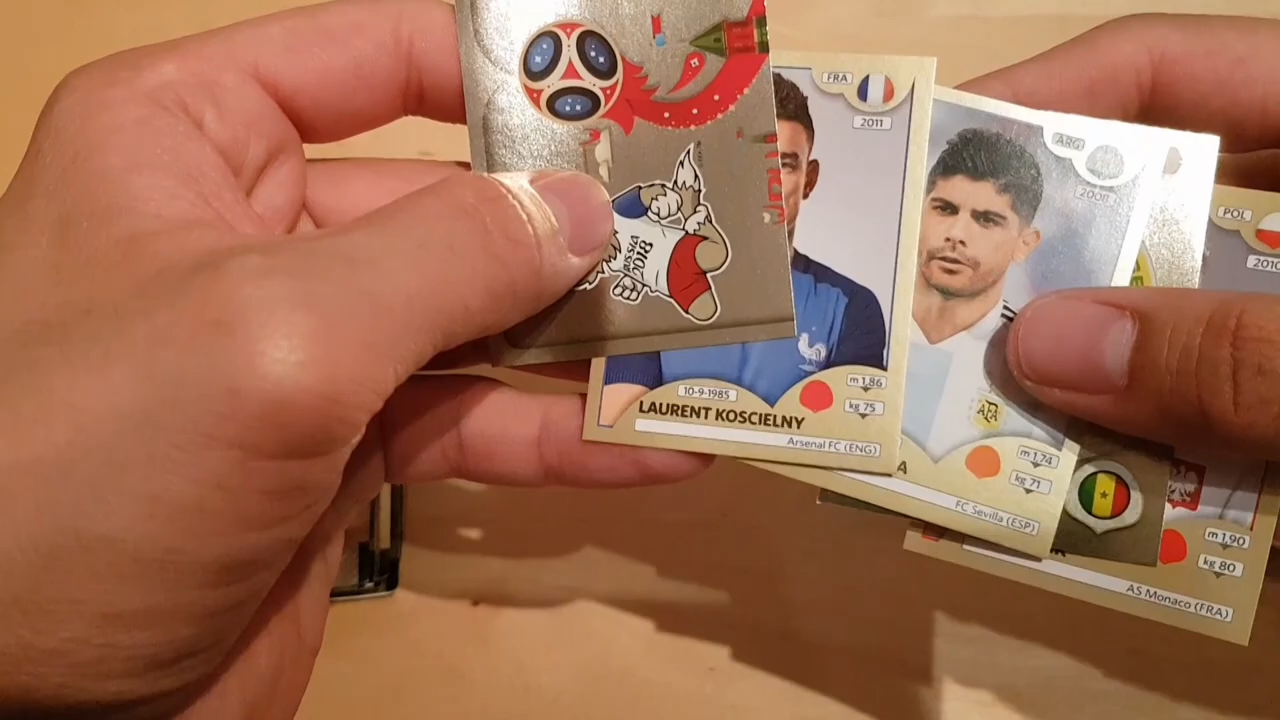 RUSSIA
2018
FRA
2011
10-9-1985
m 1,86
kg 75
LAURENT KOSCIELNY
Arsenal FC (ENG)
ARG
AFA
A
m 1,74
kg 71
FC Sevilla (ESP)
POL
2010
m 1,90
kg 80
AS Monaco (FRA)